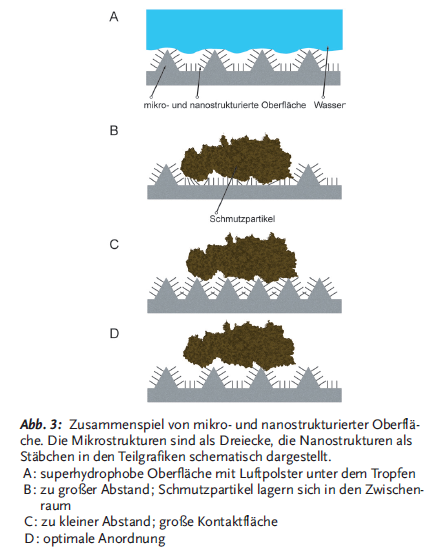 A
mikro- und nanostrukturierte Oberfläche
Wasser
B
Schmutzpartikel
C
D
Abb. 3: Zusammenspiel von mikro- und nanostrukturierter Oberflä-
che. Die Mikrostrukturen sind als Dreiecke, die Nanostrukturen als
Stäbchen in den Teilgrafiken schematisch dargestellt.
A: superhydrophobe Oberfläche mit Luftpolster unter dem Tropfen
B: zu großer Abstand; Schmutzpartikel lagern sich in den Zwischen-
raum
C: zu kleiner Abstand; große Kontaktfläche
D: optimale Anordnung